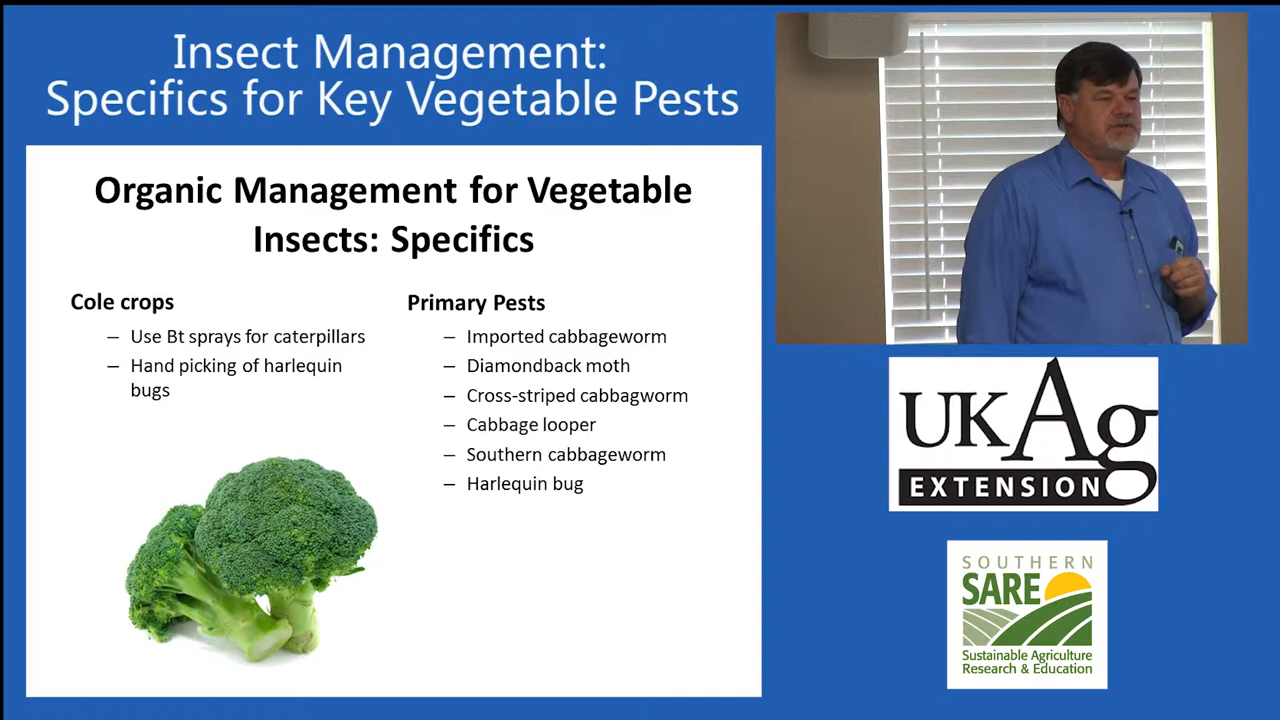 Insect Management:
Specifics for Key Vegetable Pests
Organic Management for Vegetable
Insects: Specifics
Cole crops
– Use Bt sprays for caterpillars
– Hand picking of harlequin
bugs
Primary Pests
– Imported cabbageworm
– Diamondback moth
– Cross-striped cabbagworm
– Cabbage looper
– Southern cabbageworm
– Harlequin bug
UKAg
EXTENSION
SOUTHERN
SARE
Sustainable Agriculture
Research & Education